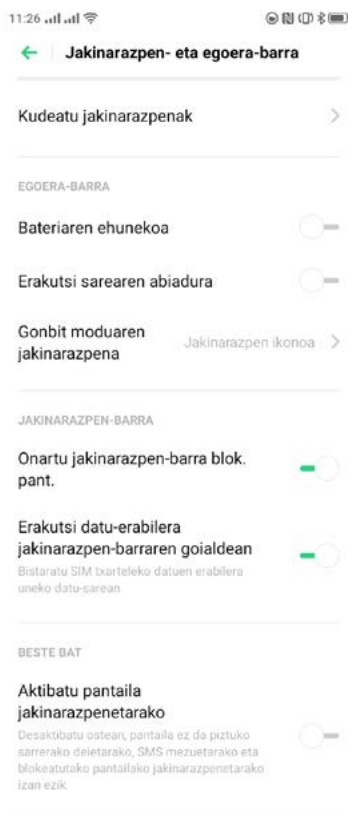 11:26
Jakinarazpen- eta egoera-barra
Kudeatu jakinarazpenak
EGOERA-BARRA
Bateriaren ehunekoa
Erakutsi sarearen abiadura
Gonbit moduaren
jakinarazpena
Jakinarazpen ikonoa
JAKINARAZPEN-BARRA
Onartu jakinarazpen-barra blok.
pant.
Erakutsi datu-erabilera
jakinarazpen-barraren goialdean
Bistaratu SIM txarteleko datuen erabilera
uneko datu-sarean
BESTE BAT
Aktibatu pantaila
jakinarazpenetarako
Desaktibatu ostean, pantaila ez da piztuko
sarrerako deietarako, SMS mezuetarako eta
blokeatutako pantailako jakinarazpenetarako
izan ezik